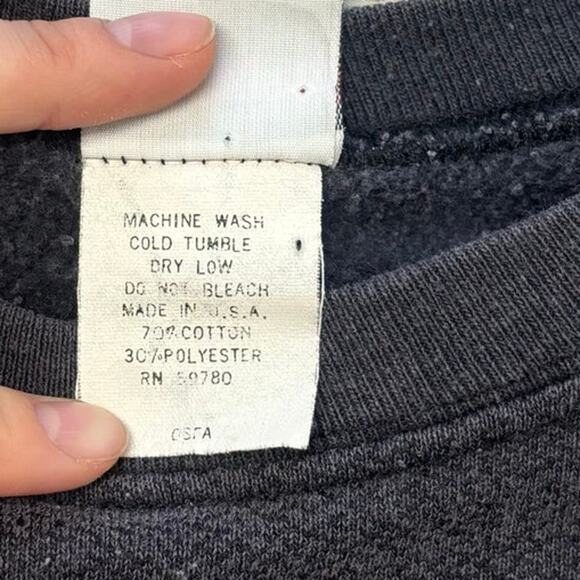 MACHINE WASH
COLD TUMBLE
DRY LOW
DO NOT BLEACH
MADE IN U.S.A.
70% COTTON
30% POLYESTER
RN 59780
OSFA